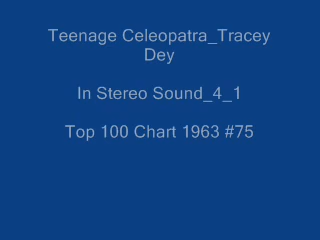 Teenage Celeopatra_Tracey
Dey
In Stereo Sound_4_1
Top 100 Chart 1963 #75